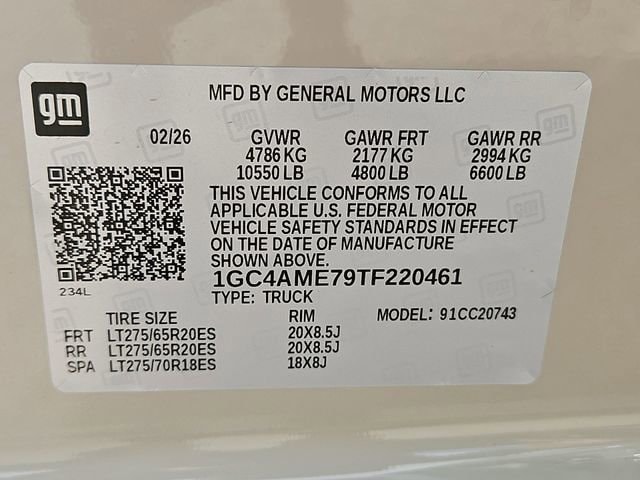 gm
MFD BY GENERAL MOTORS LLC
02/26 GVWR GAWR FRT GAWR RR
4786 KG 2177 KG 2994 KG
10550 LB 4800 LB 6600 LB
THIS VEHICLE CONFORMS TO ALL
APPLICABLE U.S. FEDERAL MOTOR
VEHICLE SAFETY STANDARDS IN EFFECT
ON THE DATE OF MANUFACTURE
SHOWN ABOVE.
1GC4AME79TF220461
234L
TYPE: TRUCK
TIRE SIZE RIM MODEL: 91CC20743
FRT LT275/65R20ES 20X8.5J
RR LT275/65R20ES 20X8.5J
SPA LT275/70R18ES 18X8J